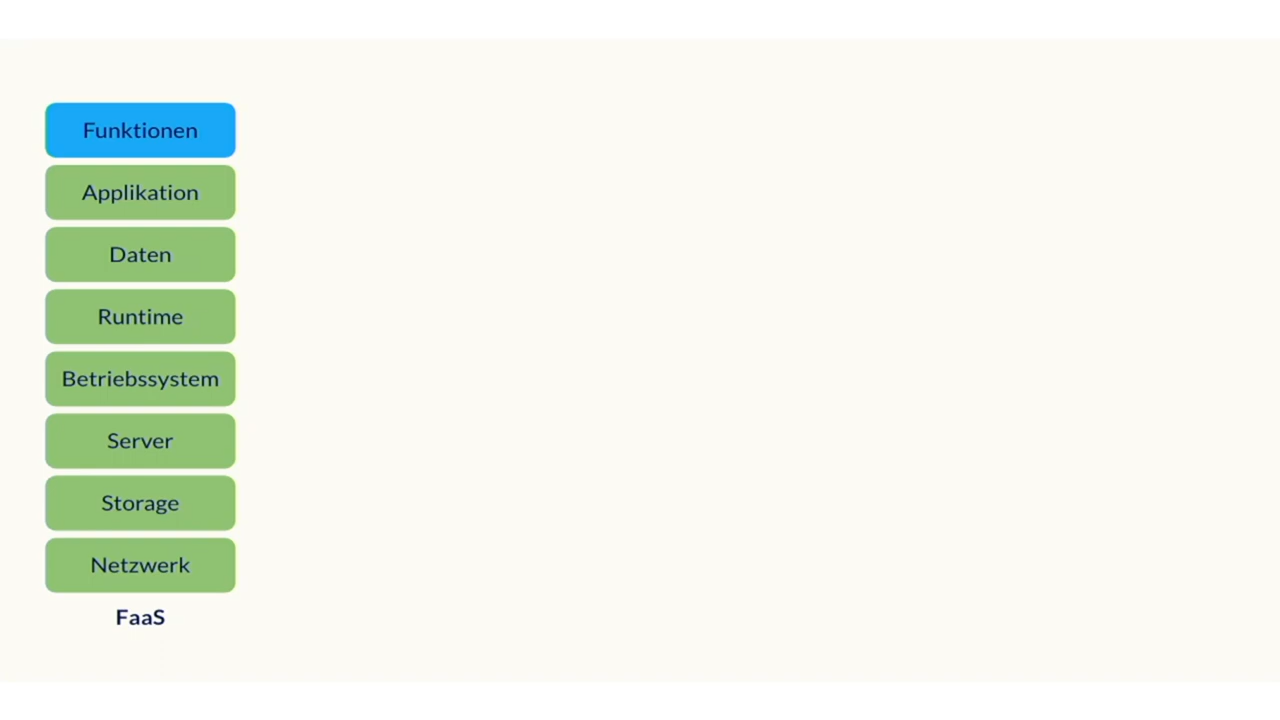 Funktionen
Applikation
Daten
Runtime
Betriebssystem
Server
Storage
Netzwerk
FaaS